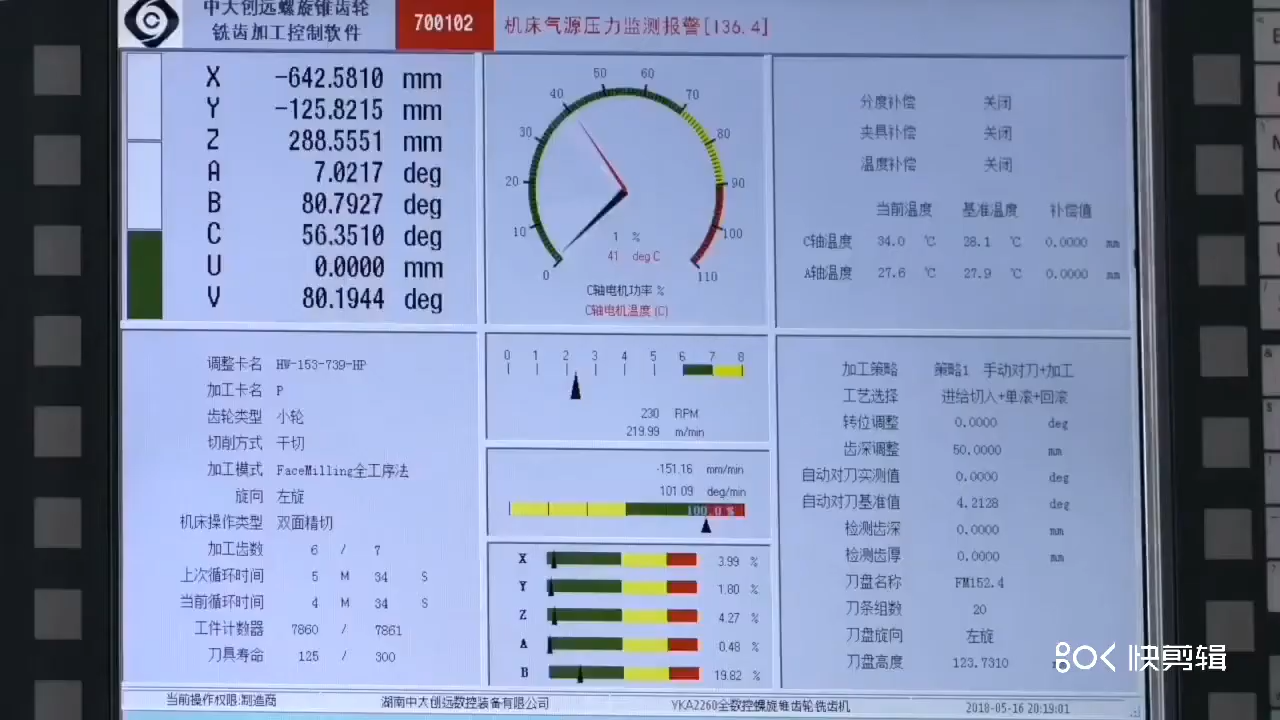 中大创远螺旋锥齿轮
铣齿加工控制软件
700102
机床气源压力监测报警[I36.4]
X -642.5810 mm
Y -125.8215 mm
Z 288.5551 mm
A 7.0217 deg
B 80.7927 deg
C 56.3510 deg
U 0.0000 mm
V 80.1944 deg
0 10 20 30 40 50 60 70 80 90 100 110
1 %
41 deg C
C轴电机功率 %
C轴电机温度(C)
分度补偿 关闭
夹具补偿 关闭
温度补偿 关闭
当前温度 基准温度 补偿值
C轴温度 34.0 ℃ 28.1 ℃ 0.0000 mm
A轴温度 27.6 ℃ 27.9 ℃ 0.0000 mm
调整卡名 HW-153-739-HP
加工卡名 P
齿轮类型 小轮
切削方式 干切
加工模式 FaceMilling全工序法
旋向 左旋
机床操作类型 双面精切
加工齿数 6 / 7
上次循环时间 5 M 34 S
当前循环时间 4 M 34 S
工件计数器 7860 / 7861
刀具寿命 125 / 300
0 1 2 3 4 5 6 7 8
230 RPM
219.99 m/min
-151.16 mm/min
101.09 deg/min
100.0 %
X 3.99 %
Y 1.80 %
Z 4.27 %
A 0.48 %
B 19.82 %
加工策略 策略1 手动对刀+加工
工艺选择 进给切入+单滚+回滚
转位调整 0.0000 deg
齿深调整 50.0000 mm
自动对刀实测值 0.0000 deg
自动对刀基准值 4.2128 deg
检测齿深 0.0000 mm
检测齿厚 0.0000 mm
刀盘名称 FM152.4
刀条组数 20
刀盘旋向 左旋
刀盘高度 123.7310
快剪辑
当前操作权限:制造商
湖南中大创远数控装备有限公司
YKA2260全数控螺旋锥齿轮铣齿机
2018-05-16 20:19:01